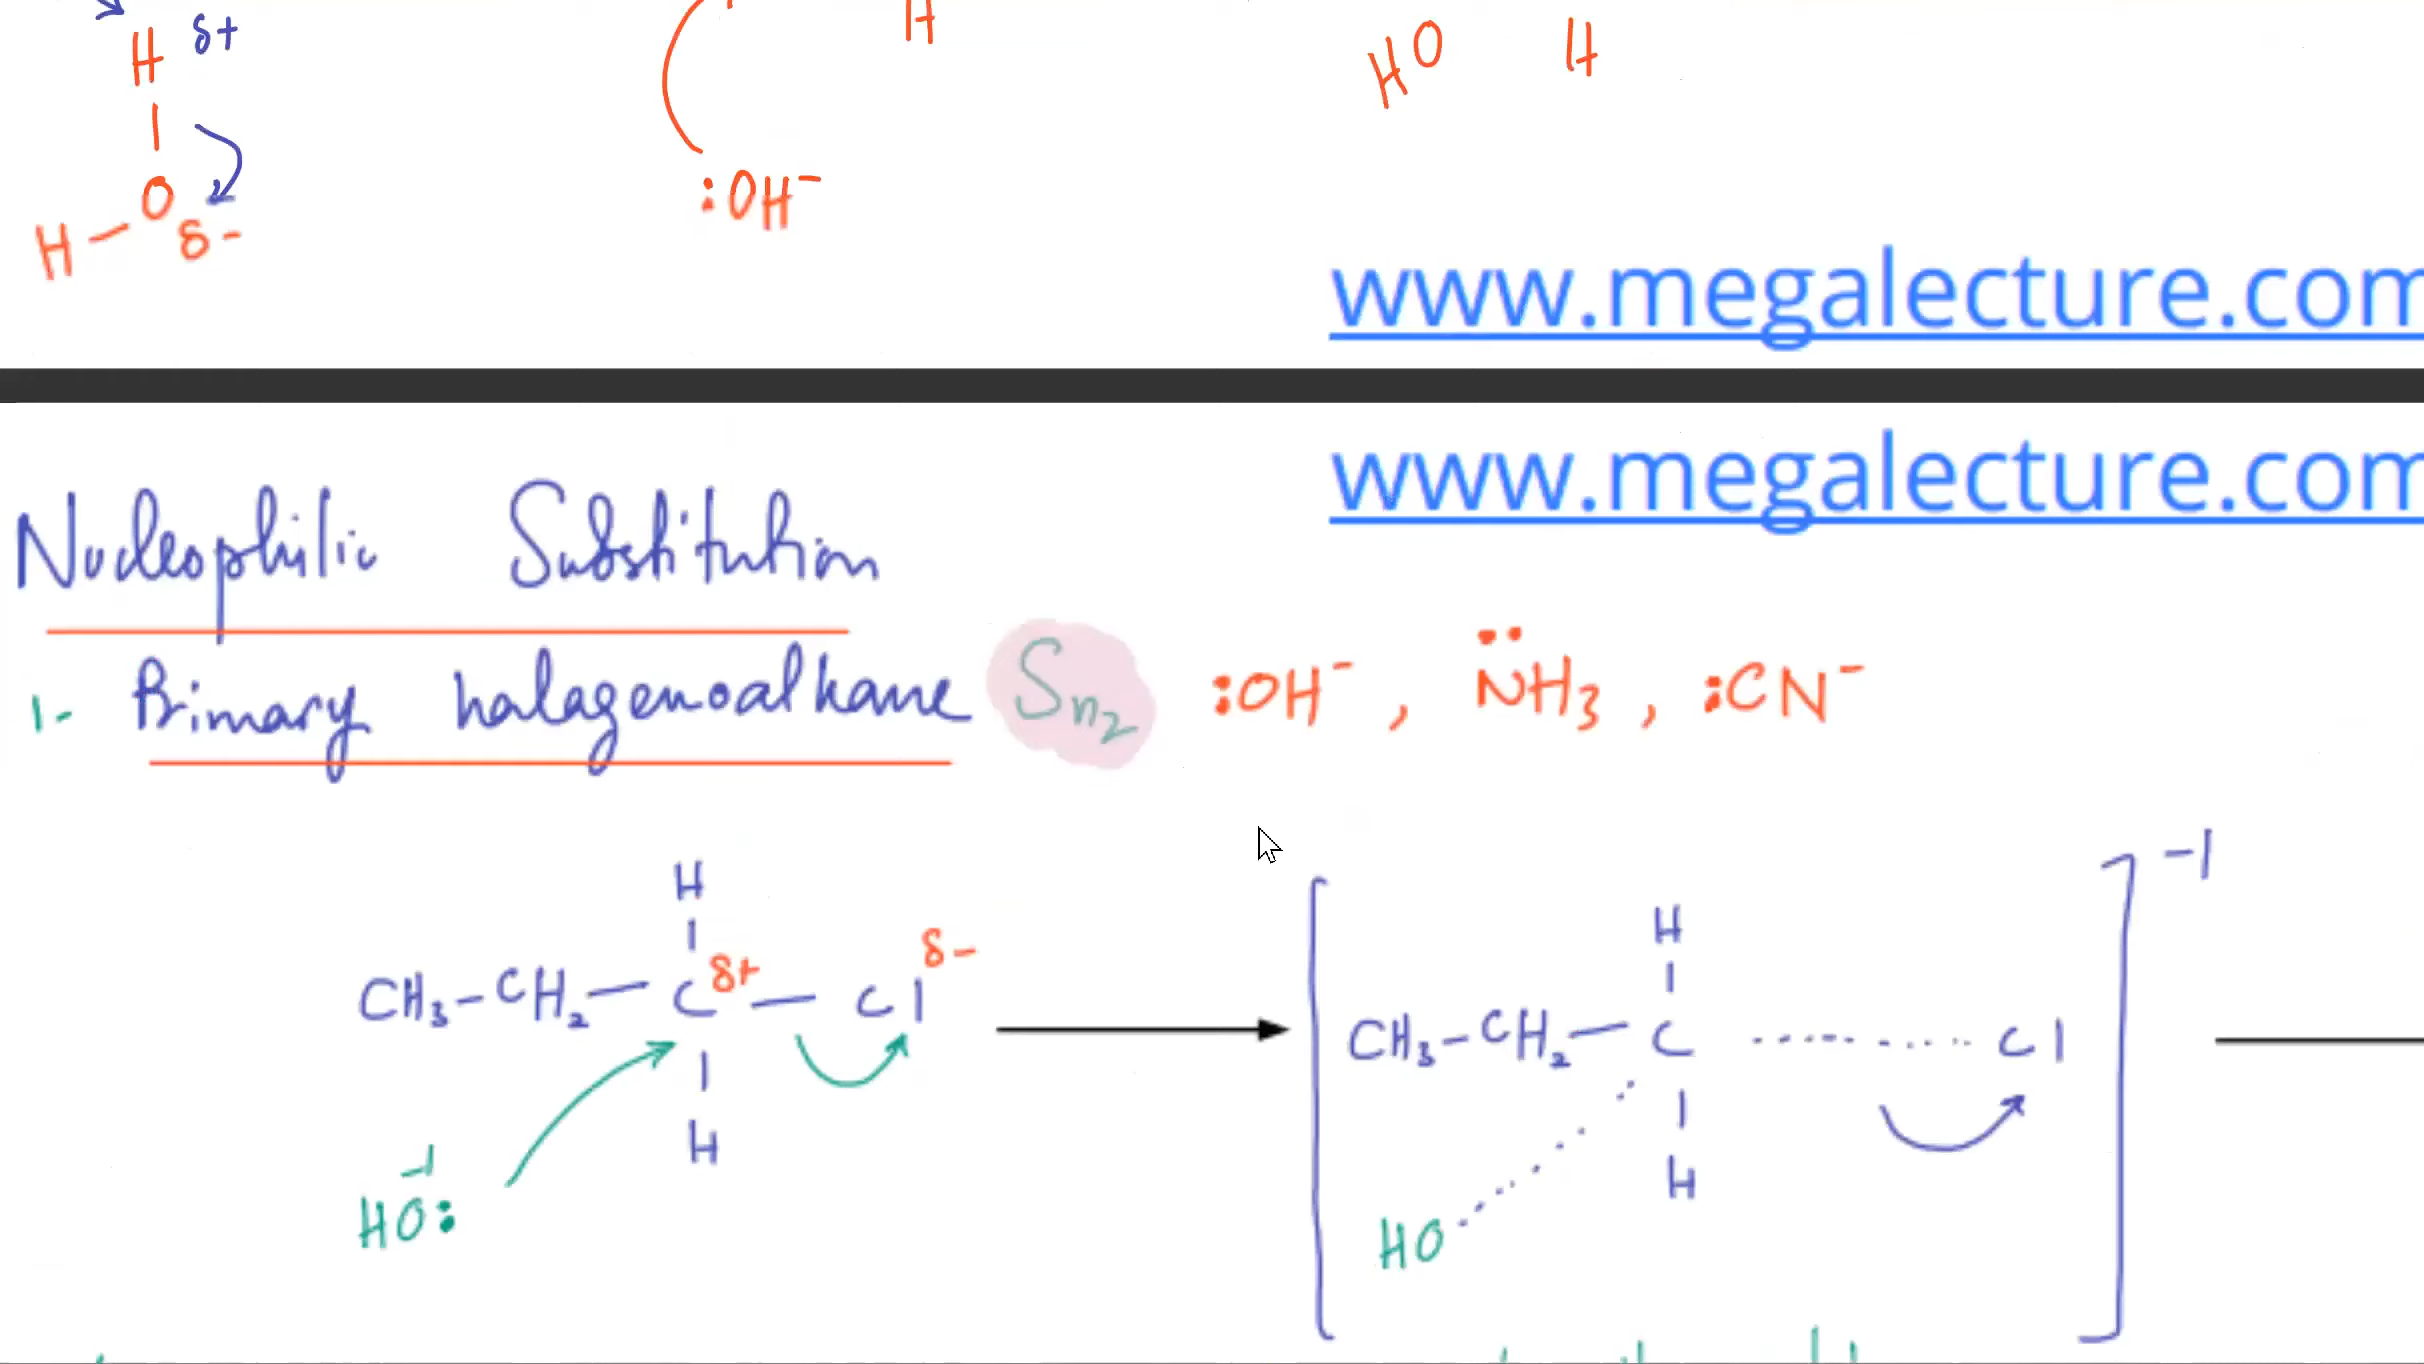 H δ+
H
HO H
O
H δ-
:OH⁻
www.megalecture.com
www.megalecture.com
Nucleophilic Substitution
1- Primary halogenoalkane Sn₂ :OH⁻ , N̈H₃ , :CN⁻
H
CH₃-CH₂-C δ+ - Cl δ-
H
HO:⁻¹
-1
H
CH₃-CH₂-C ········ Cl
H
HO